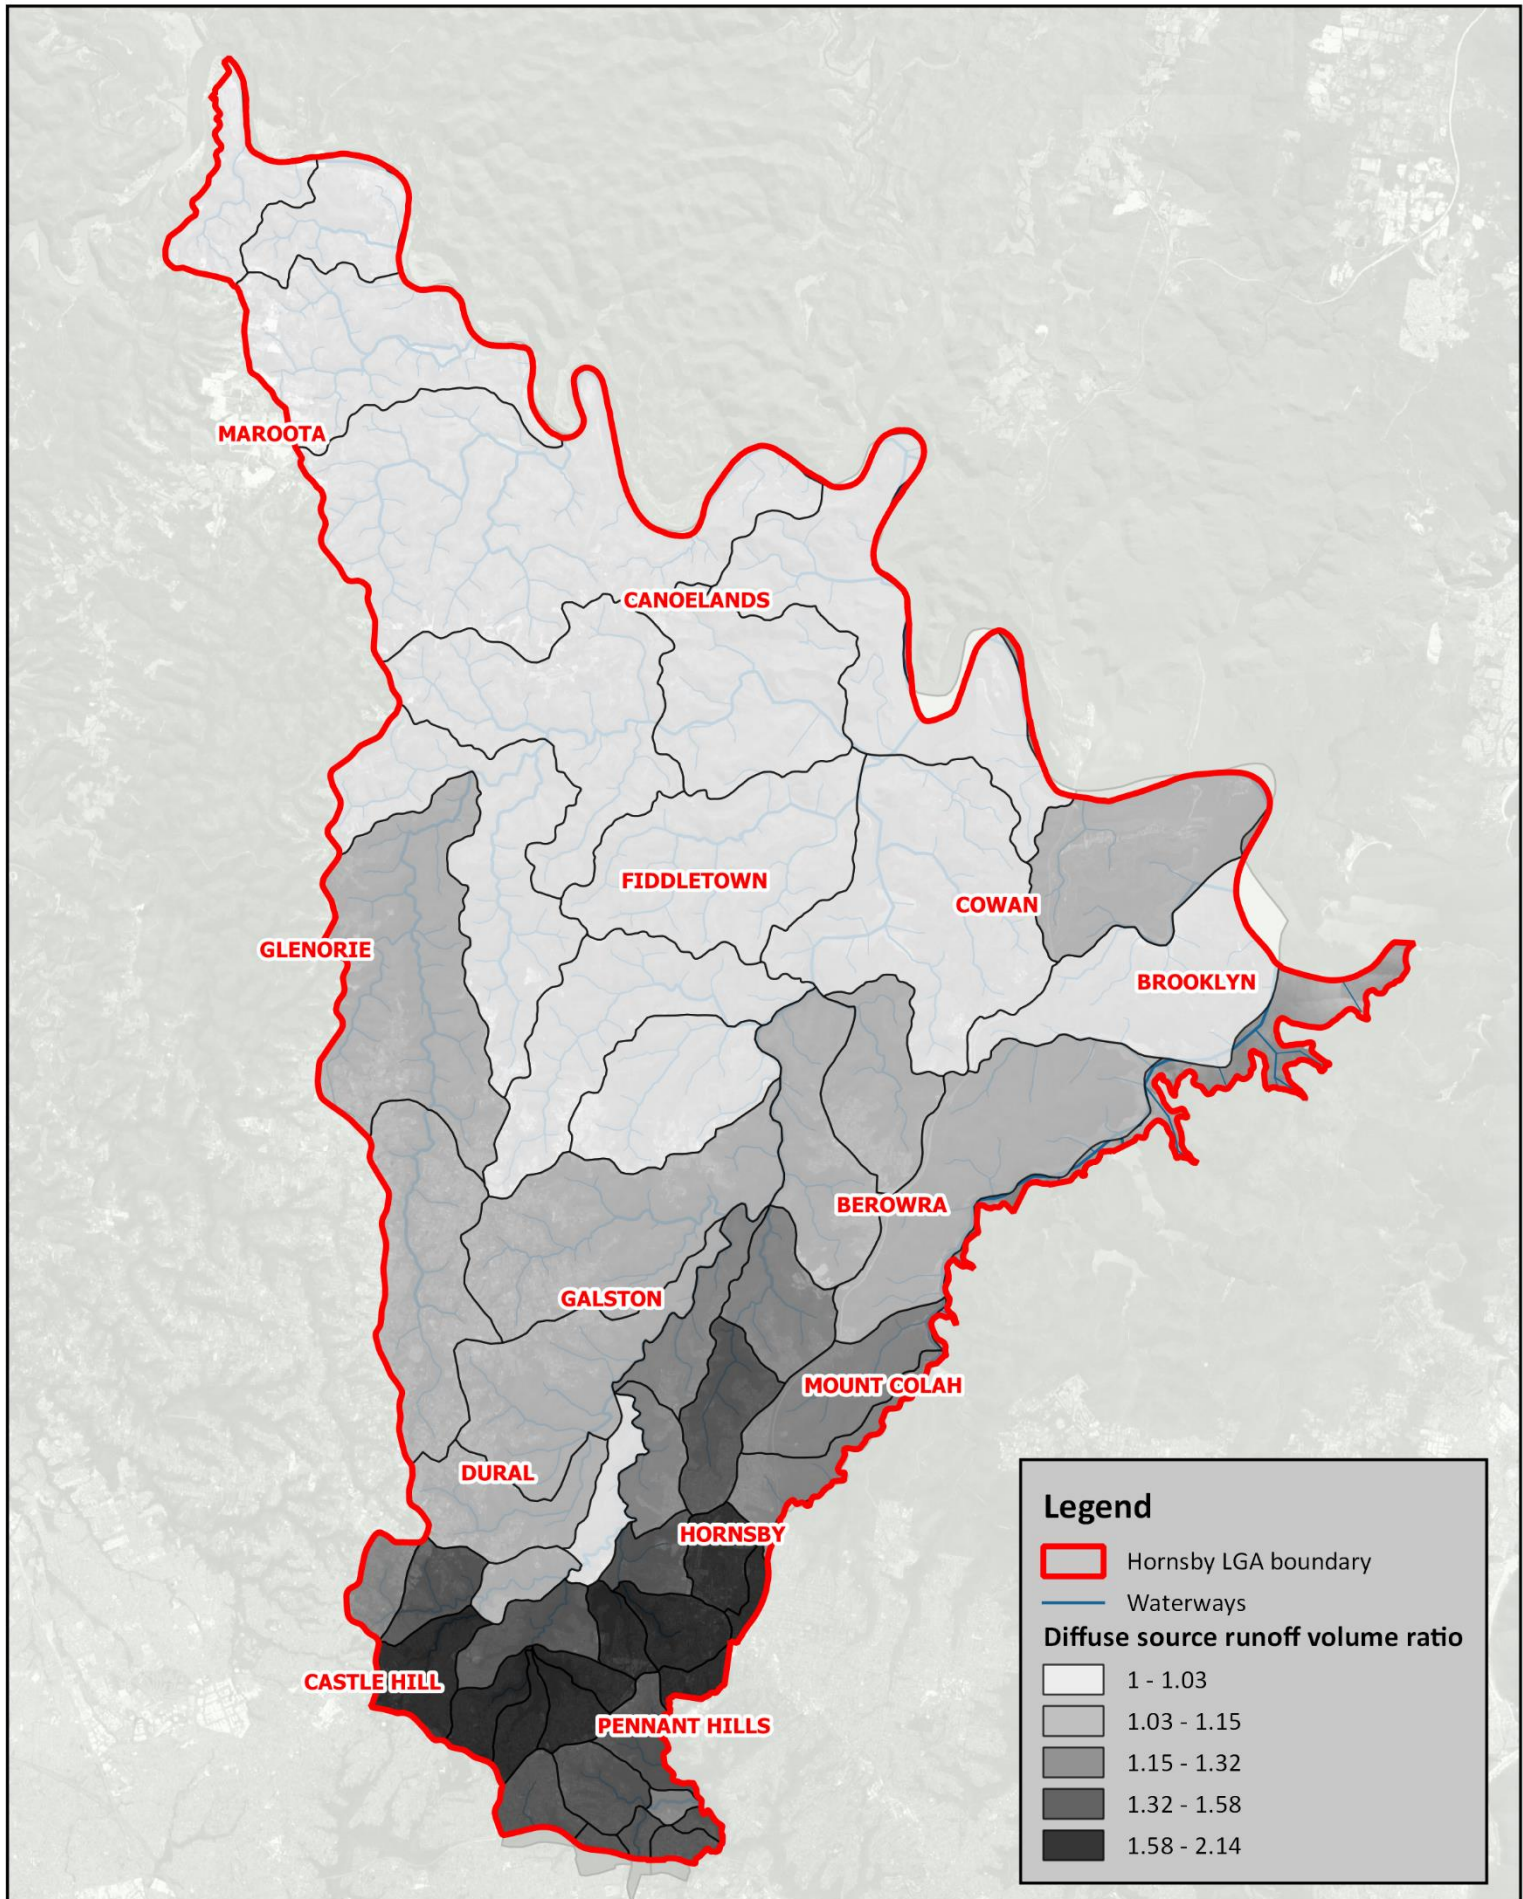 MAROOTA
CANOELANDS
FIDDLETOWN
COWAN
GLENORIE
BROOKLYN
BEROWRA
GALSTON
MOUNT COLAH
DURAL
HORNSBY
CASTLE HILL
PENNANT HILLS
Legend
Hornsby LGA boundary
Waterways
Diffuse source runoff volume ratio
1 - 1.03
1.03 - 1.15
1.15 - 1.32
1.32 - 1.58
1.58 - 2.14